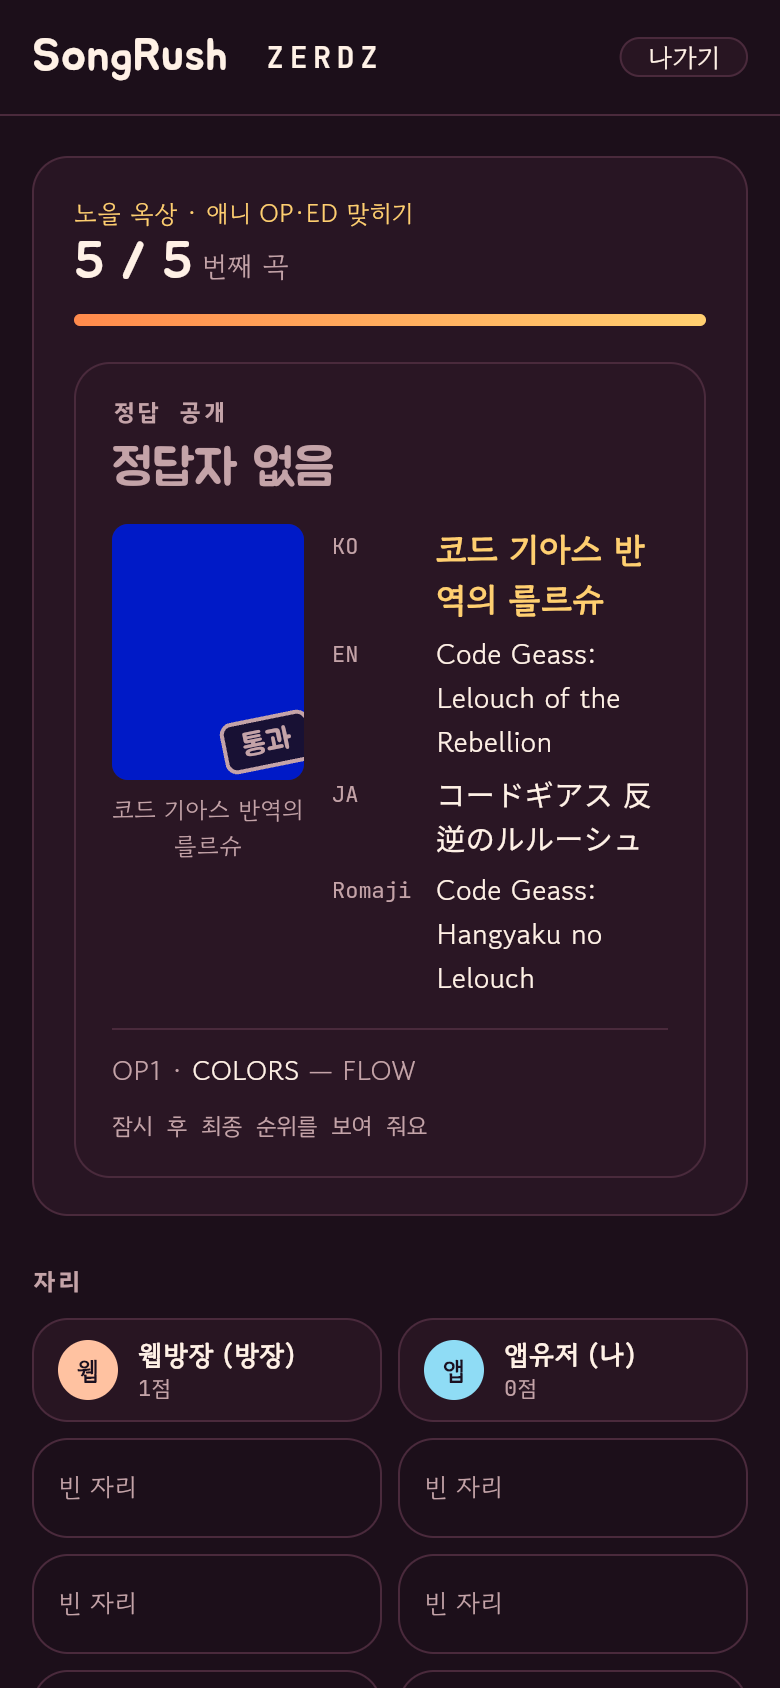 SongRush ZERDZ 나가기
노을 옥상 · 애니 OP·ED 맞히기
5 / 5 번째 곡
정답 공개
정답자 없음
통과
코드 기아스 반역의
를르슈
KO 코드 기아스 반
역의 를르슈
EN Code Geass:
Lelouch of the
Rebellion
JA コードギアス 反
逆のルルーシュ
Romaji Code Geass:
Hangyaku no
Lelouch
OP1 · COLORS — FLOW
잠시 후 최종 순위를 보여 줘요
자리
웹 웹방장 (방장)
1점
앱 앱유저 (나)
0점
빈 자리 빈 자리
빈 자리 빈 자리